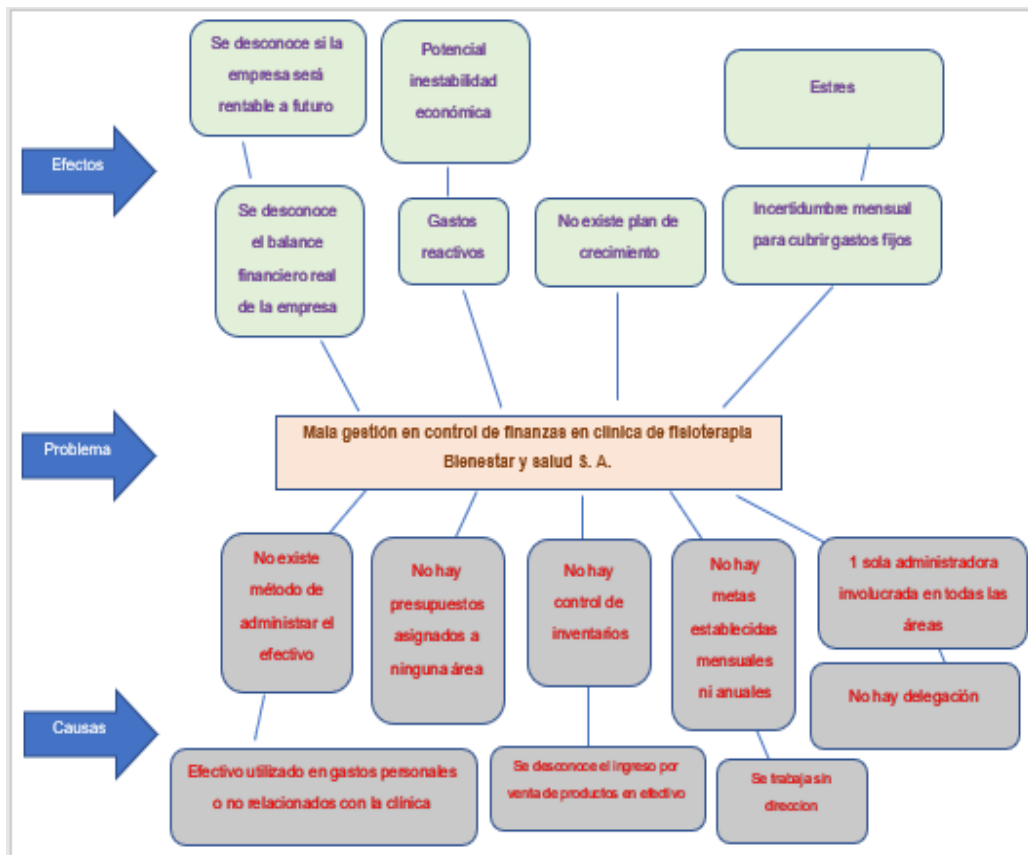 Se desconoce si la
empresa será
rentable a futuro
Potencial
inestabilidad
económica
Estres
Efectos
Se desconoce
el balance
financiero real
de la empresa
Gastos
reactivos
No existe plan de
crecimiento
Incertidumbre mensual
para cubrir gastos fijos
Problema
Mala gestión en control de finanzas en clinica de fisioterapia
Bienestar y salud S. A.
No existe
método de
administrar el
efectivo
No hay
presupuestos
asignados a
ninguna área
No hay
control de
inventarios
No hay
metas
establecidas
mensuales
ni anuales
1 sola administradora
involucrada en todas las
áreas
No hay delegación
Causas
Efectivo utilizado en gastos personales
o no relacionados con la clínica
Se desconoce el ingreso por
venta de productos en efectivo
Se trabaja sin
direccion